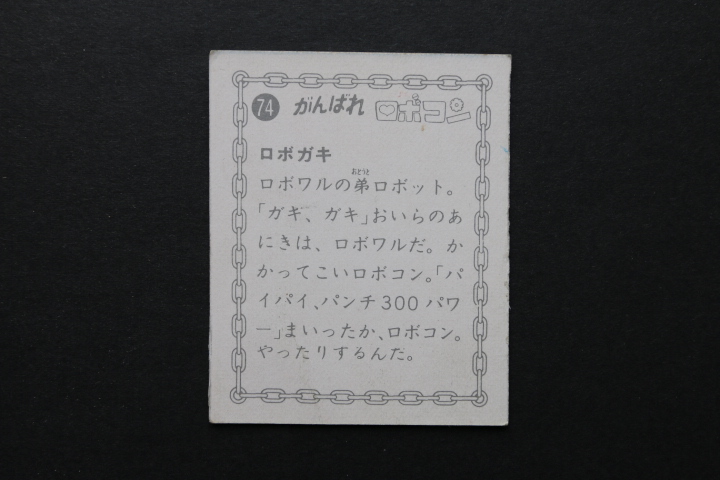 74 がんばれ ロボコン
ロボガキ
おとうと
ロボワルの弟ロボット。
「ガキ、ガキ」おいらのあ
にきは、ロボワルだ。か
かってこいロボコン。「パ
イパイ、パンチ300パワ
ー」まいったか、ロボコン。
やったりするんだ。